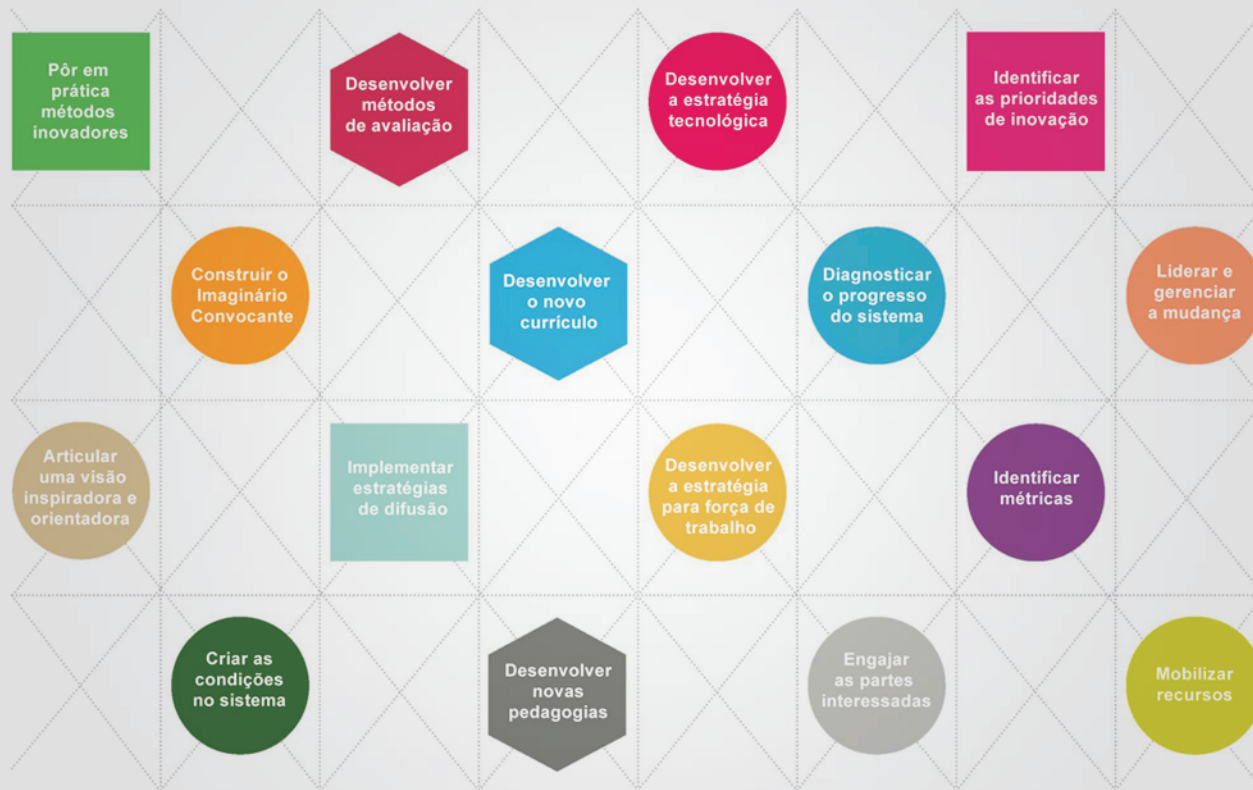 Pôr em
prática
métodos
inovadores
Desenvolver
métodos
de avaliação
Desenvolver
a estratégia
tecnológica
Identificar
as prioridades
de inovação
Construir o
Imaginário
Convocante
Desenvolver
o novo
currículo
Diagnosticar
o progresso
do sistema
Liderar e
gerenciar
a mudança
Articular
uma visão
inspiradora e
orientadora
Implementar
estratégias
de difusão
Desenvolver
a estratégia
para força de
trabalho
Identificar
métricas
Criar as
condições
no sistema
Desenvolver
novas
pedagogias
Engajar
as partes
interessadas
Mobilizar
recursos